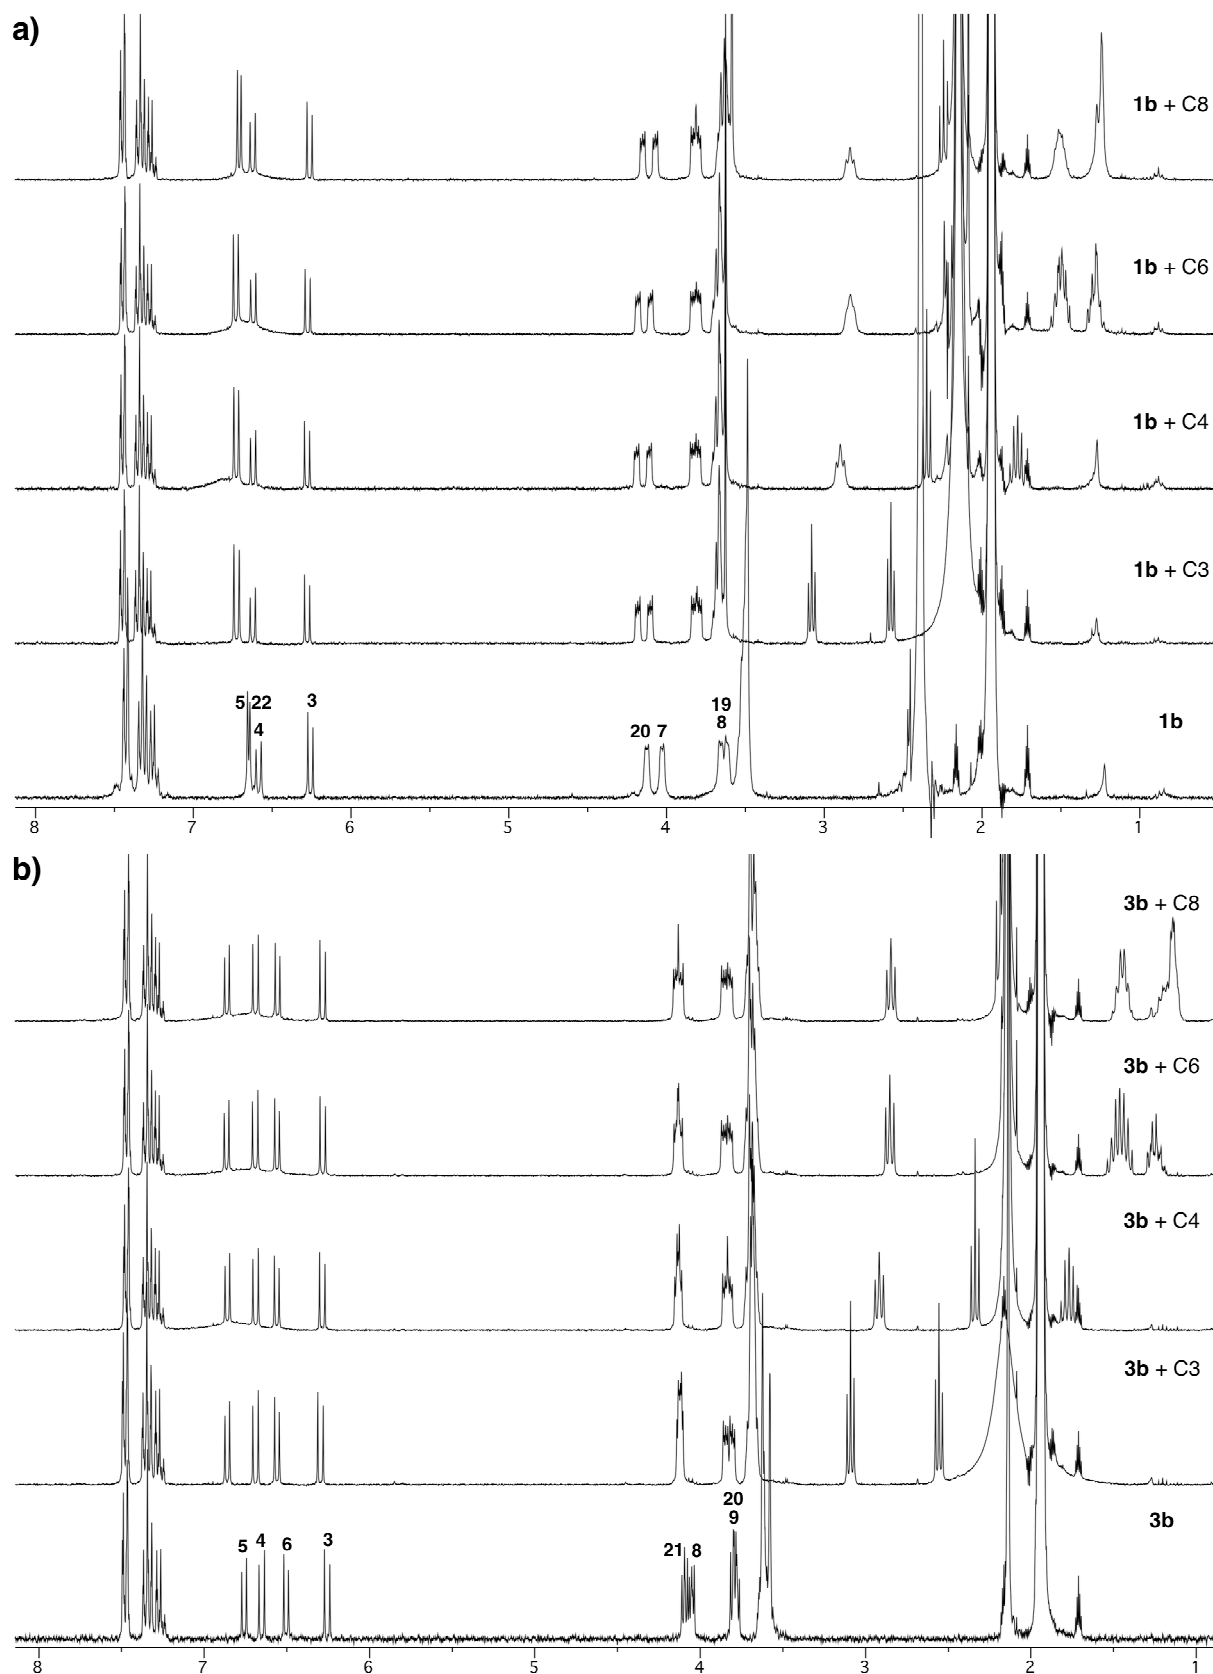 a)
1b + C8
1b + C6
1b + C4
1b + C3
5 22 3
4
19
20 7 8
1b
8 7 6 5 4 3 2 1
b)
3b + C8
3b + C6
3b + C4
3b + C3
20
3b
5 4 6 3 21 8 9
8 7 6 5 4 3 2 1